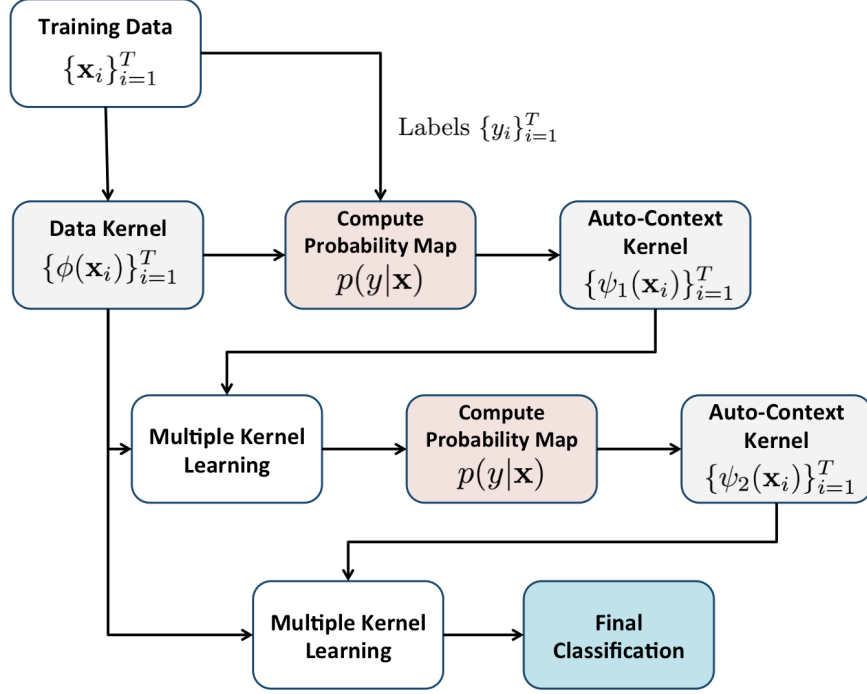 Training Data
{x_i}_{i=1}^T
Labels {y_i}_{i=1}^T
Data Kernel
{ϕ(x_i)}_{i=1}^T
Compute
Probability Map
p(y|x)
Auto-Context
Kernel
{ψ_1(x_i)}_{i=1}^T
Multiple Kernel
Learning
Compute
Probability Map
p(y|x)
Auto-Context
Kernel
{ψ_2(x_i)}_{i=1}^T
Multiple Kernel
Learning
Final
Classification